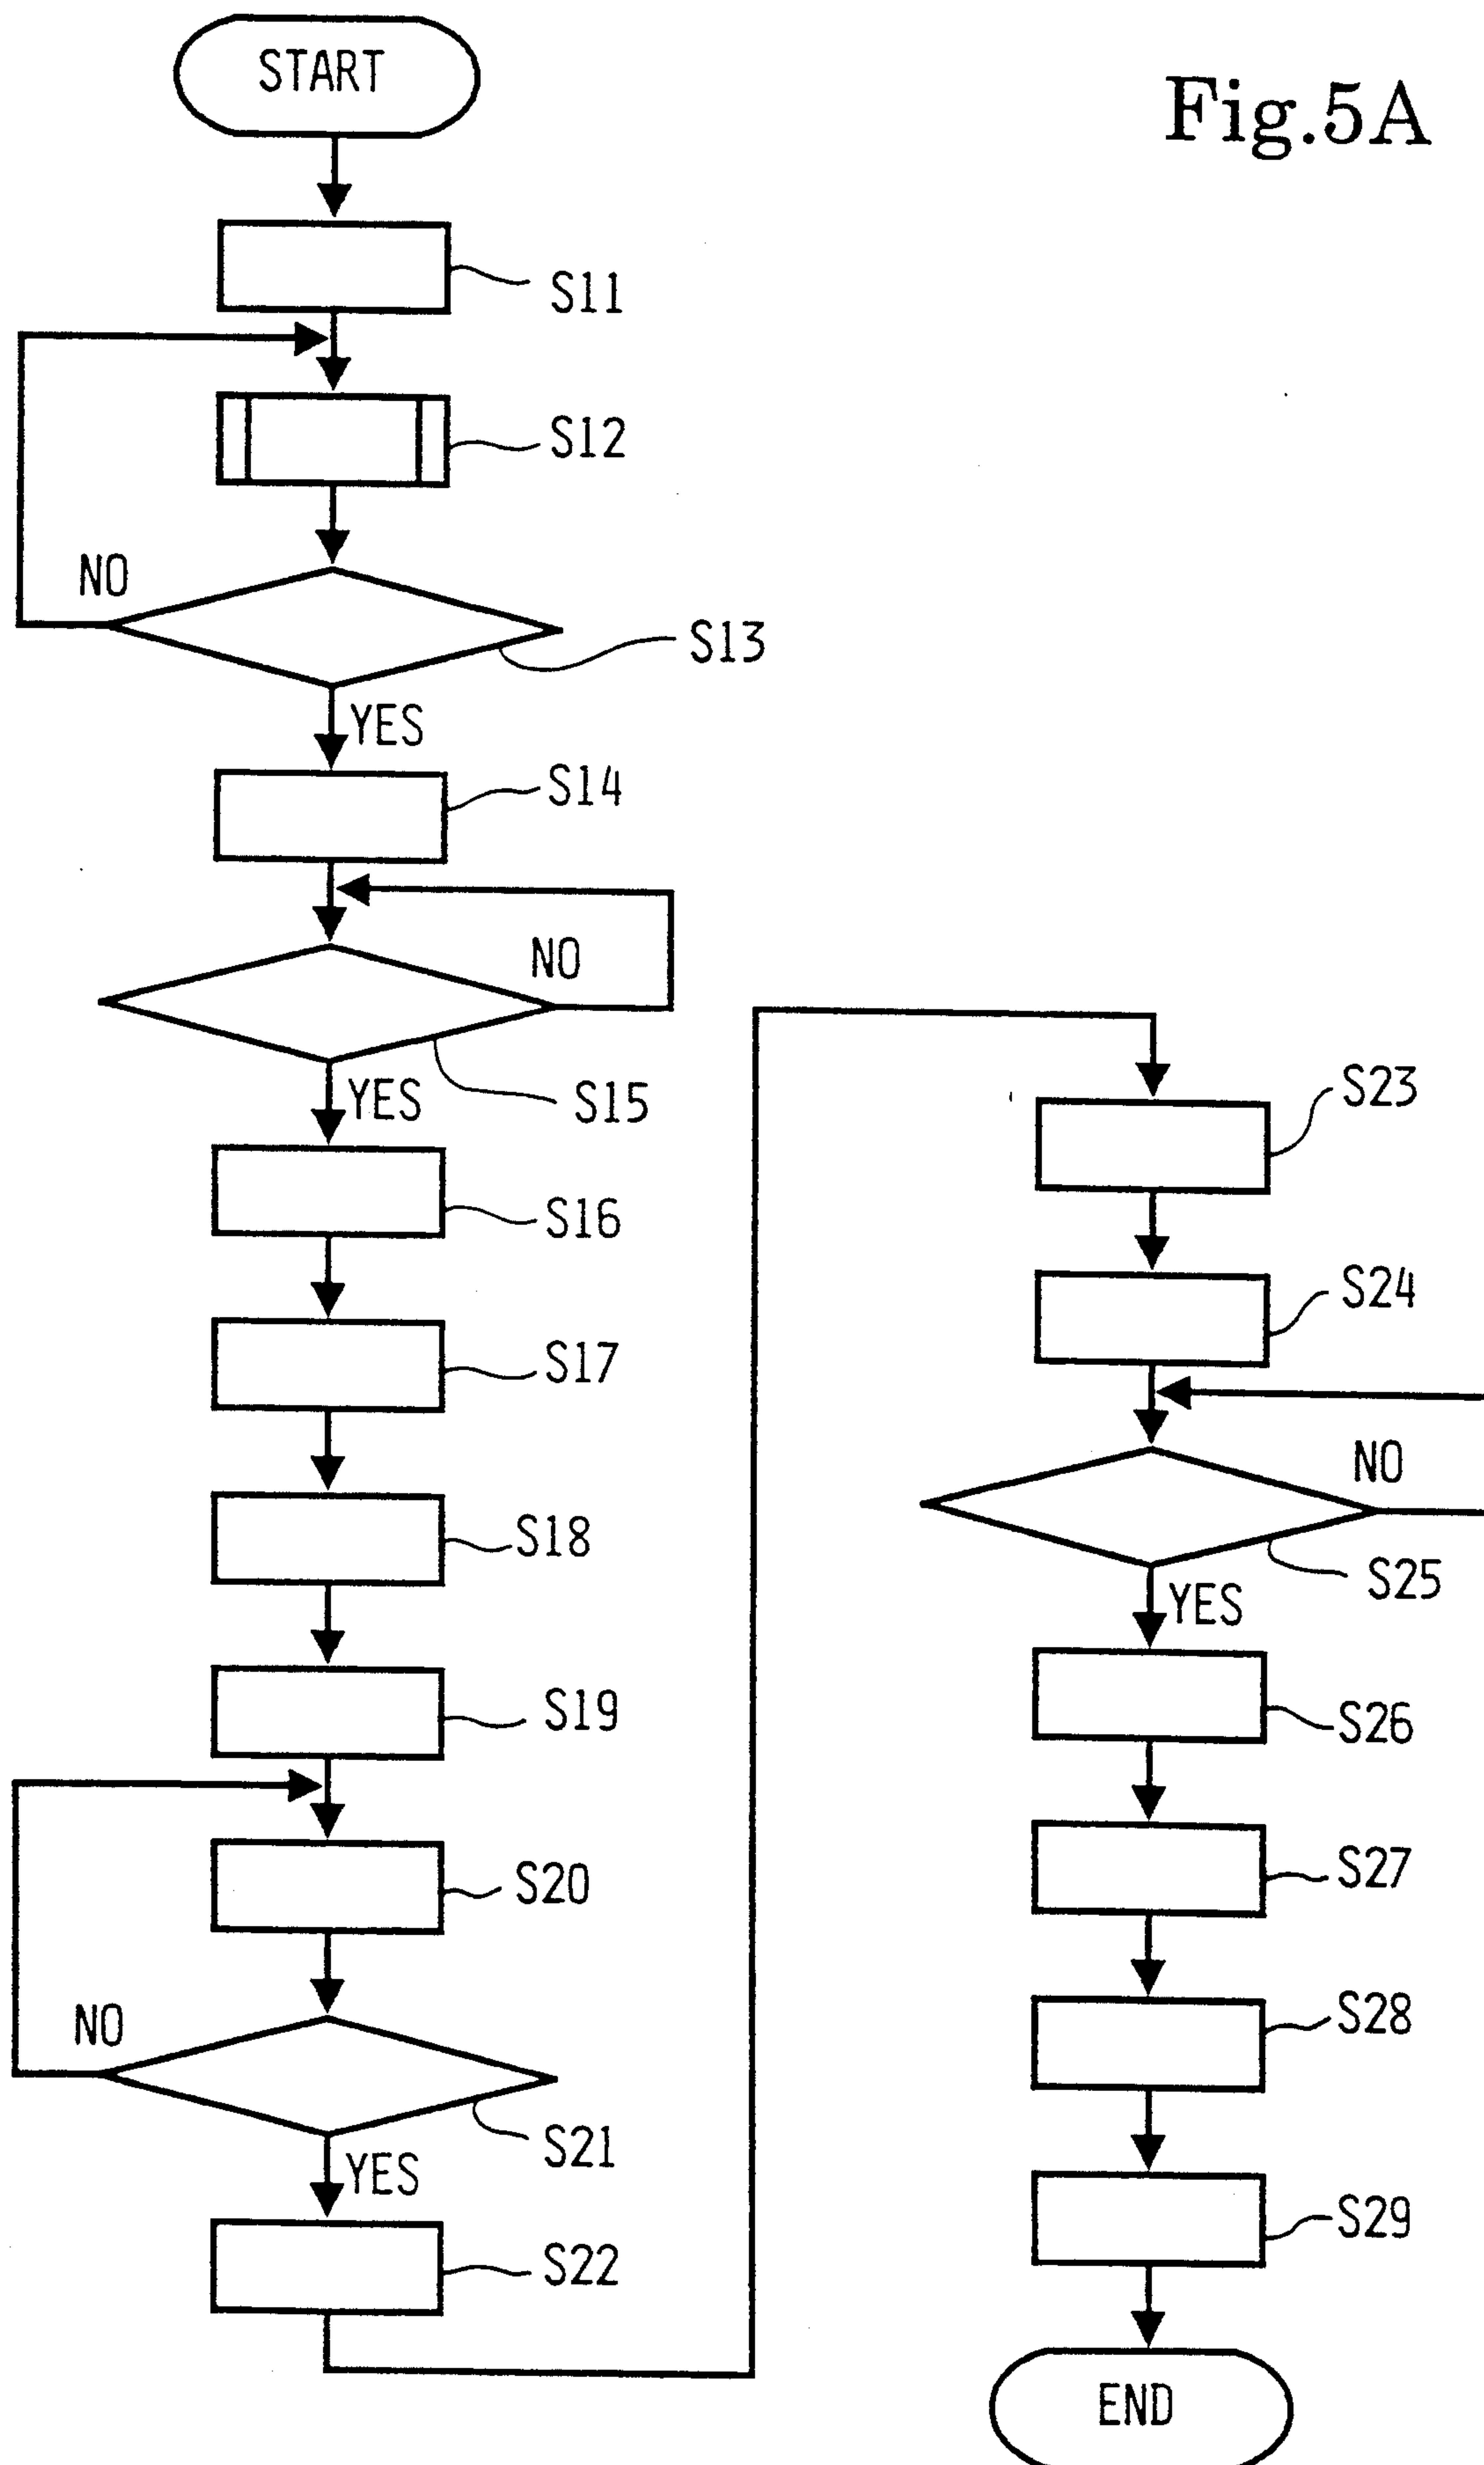 START
Fig.5A
S11
S12
NO
S13
YES
S14
NO
S15
YES
S16
S17
S18
S19
S20
NO
S21
YES
S22
S23
S24
NO
S25
YES
S26
S27
S28
S29
END